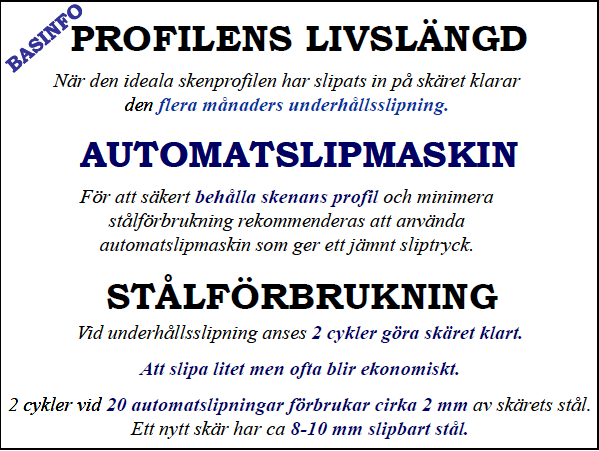 BASINFO
PROFILENS LIVSLÄNGD
När den ideala skenprofilen har slipats in på skäret klarar
den flera månaders underhållsslipning.
AUTOMATSLIPMASKIN
För att säkert behålla skenans profil och minimera
stålförbrukning rekommenderas att använda
automatslipmaskin som ger ett jämnt sliptryck.
STÅLFÖRBRUKNING
Vid underhållsslipning anses 2 cykler göra skäret klart.
Att slipa litet men ofta blir ekonomiskt.
2 cykler vid 20 automatslipningar förbrukar cirka 2 mm av skärets stål.
Ett nytt skär har ca 8-10 mm slipbart stål.